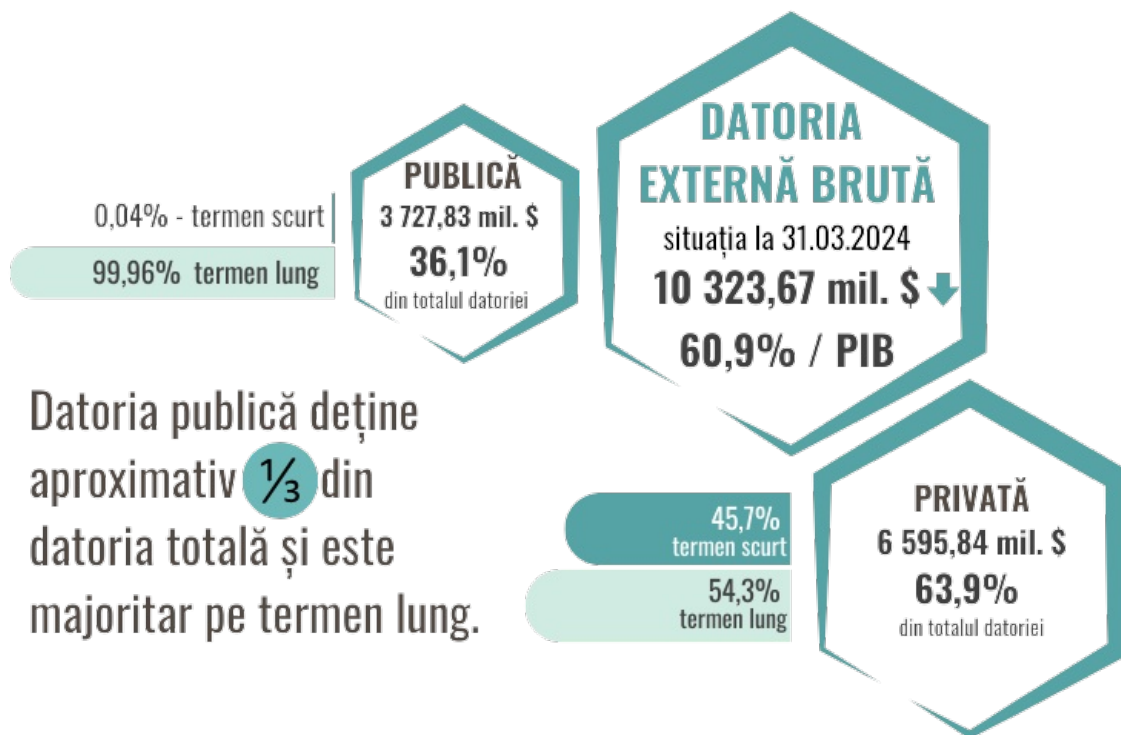 DATORIA
EXTERNĂ BRUTĂ
situația la 31.03.2024
10 323,67 mil. $
60,9% / PIB
PUBLICĂ
3 727,83 mil. $
36,1%
din totalul datoriei
0,04% - termen scurt
99,96% termen lung
Datoria publică deține
aproximativ ⅓ din
datoria totală și este
majoritar pe termen lung.
PRIVATĂ
6 595,84 mil. $
63,9%
din totalul datoriei
45,7%
termen scurt
54,3%
termen lung